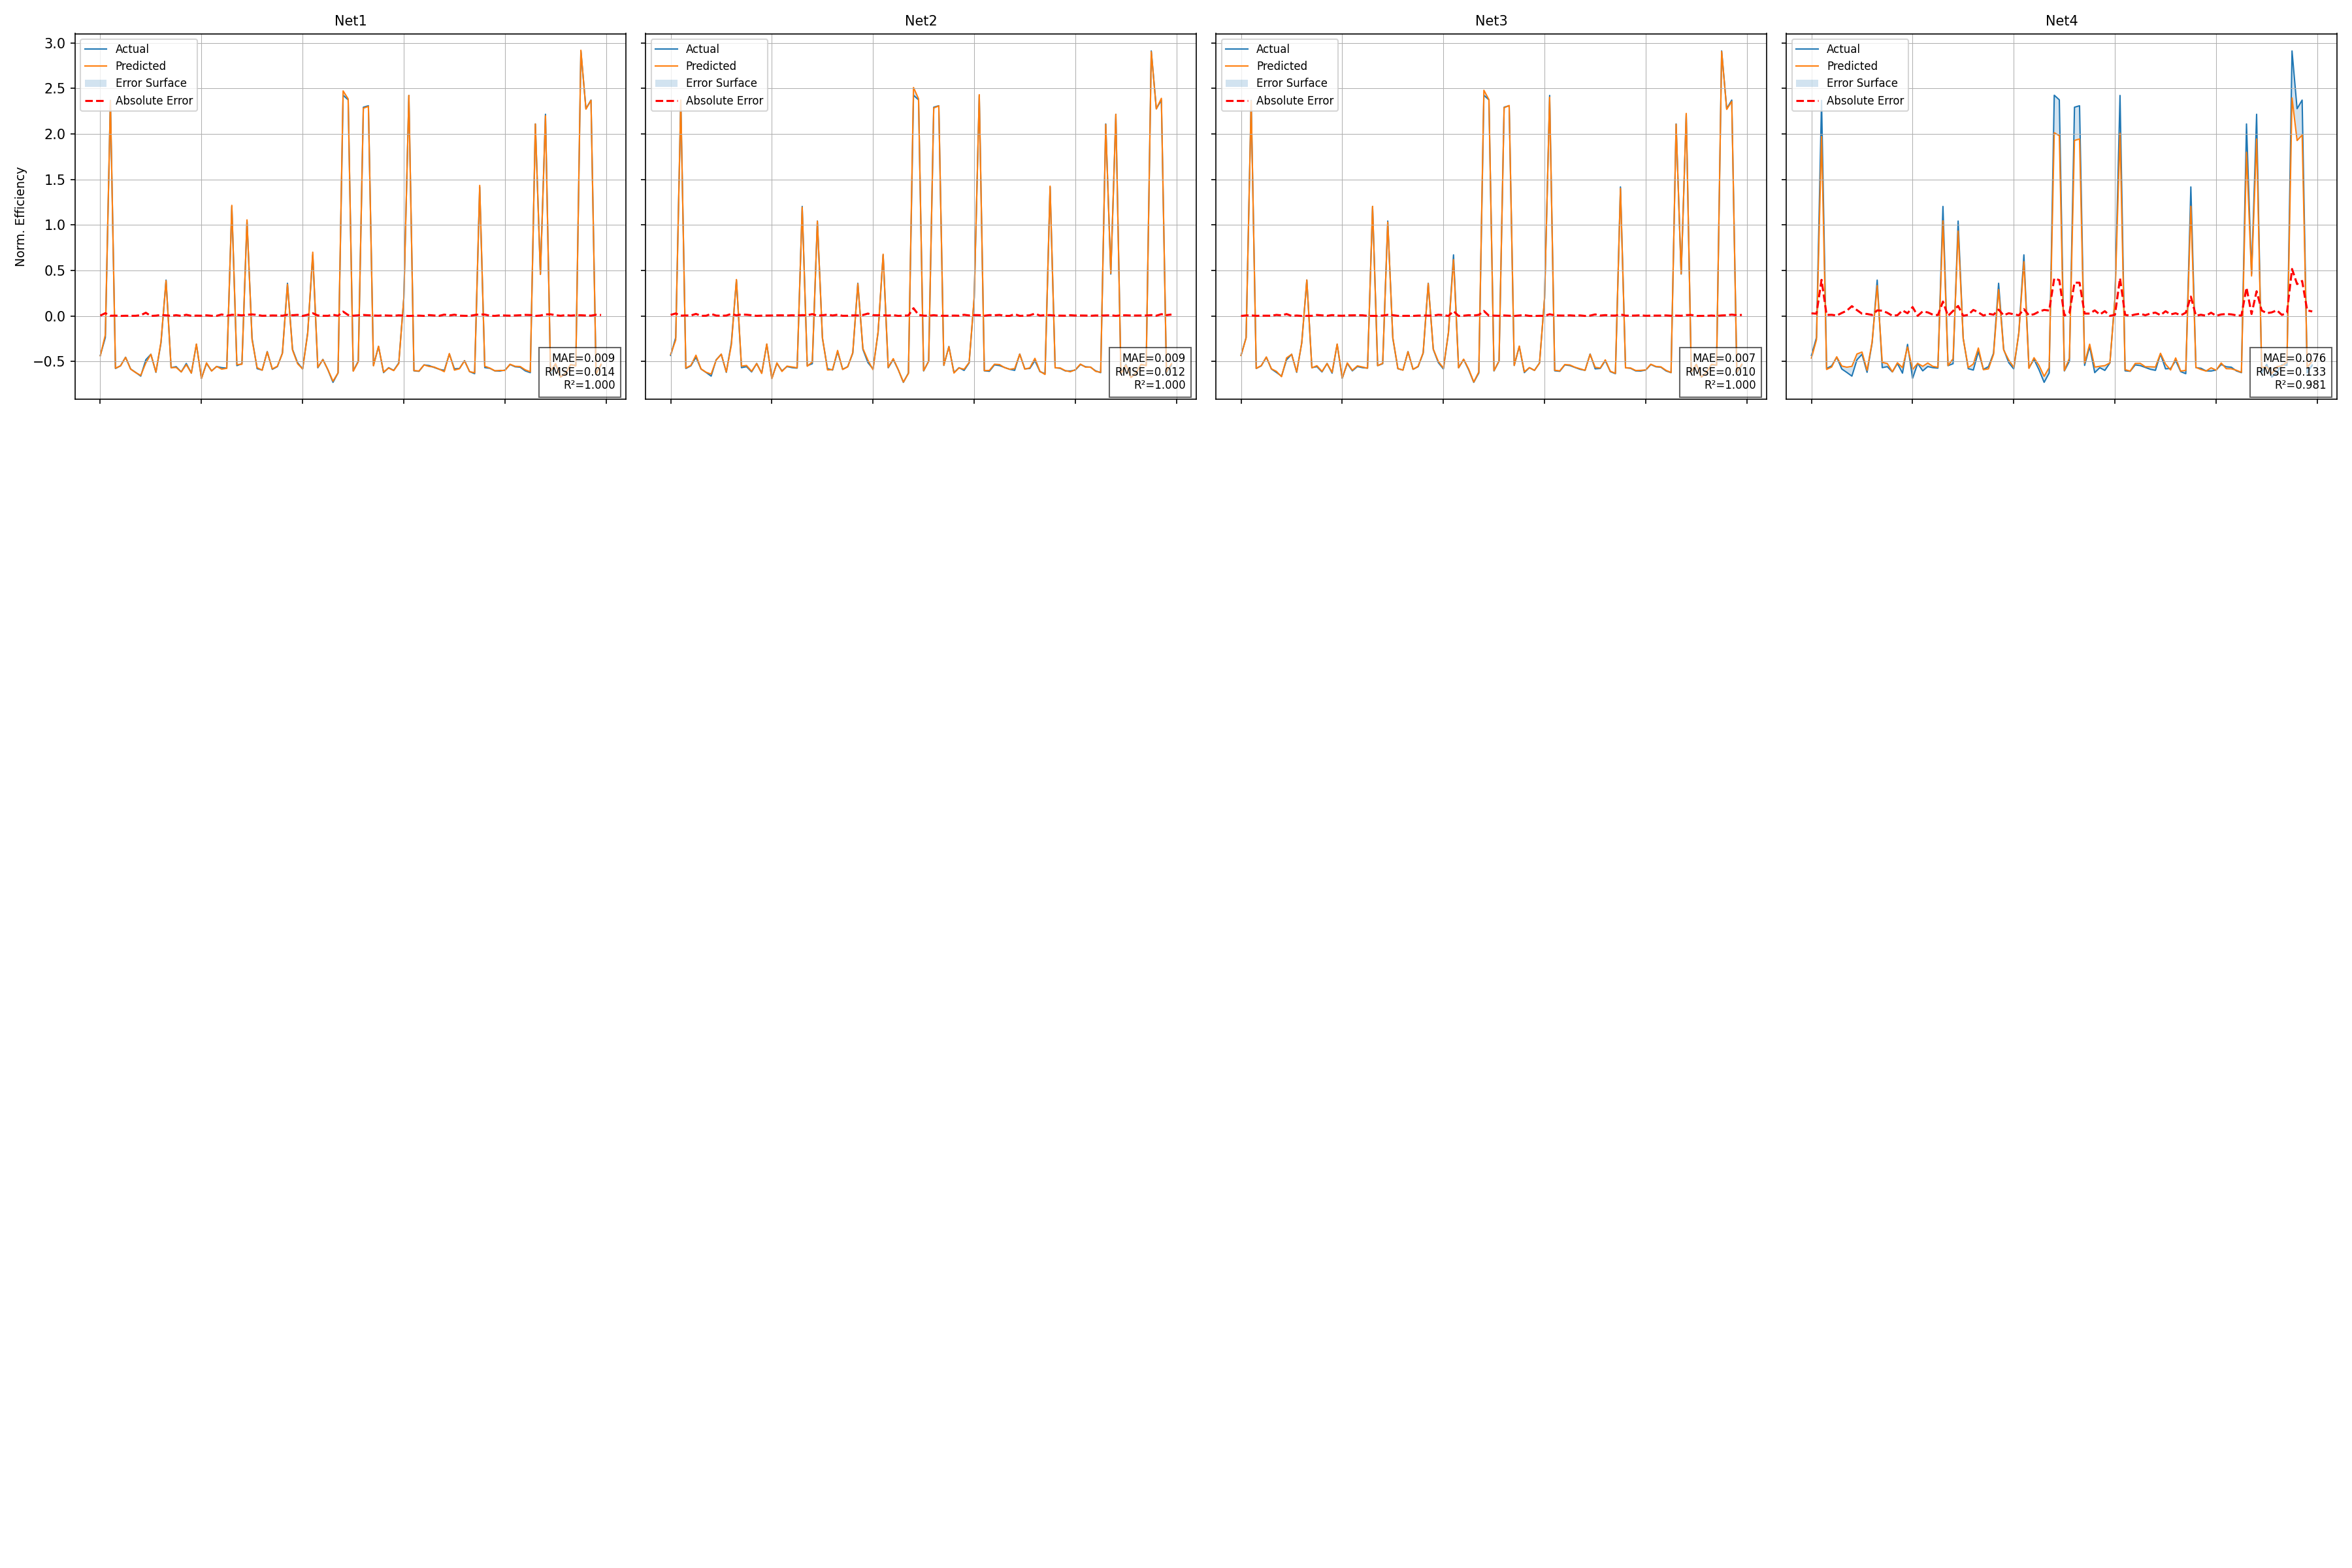 Net1
Net2
Net3
Net4
Norm. Efficiency
3.0
2.5
2.0
1.5
1.0
0.5
0.0
−0.5
Actual
Predicted
Error Surface
Absolute Error
MAE=0.009
RMSE=0.014
R²=1.000
Actual
Predicted
Error Surface
Absolute Error
MAE=0.009
RMSE=0.012
R²=1.000
Actual
Predicted
Error Surface
Absolute Error
MAE=0.007
RMSE=0.010
R²=1.000
Actual
Predicted
Error Surface
Absolute Error
MAE=0.076
RMSE=0.133
R²=0.981